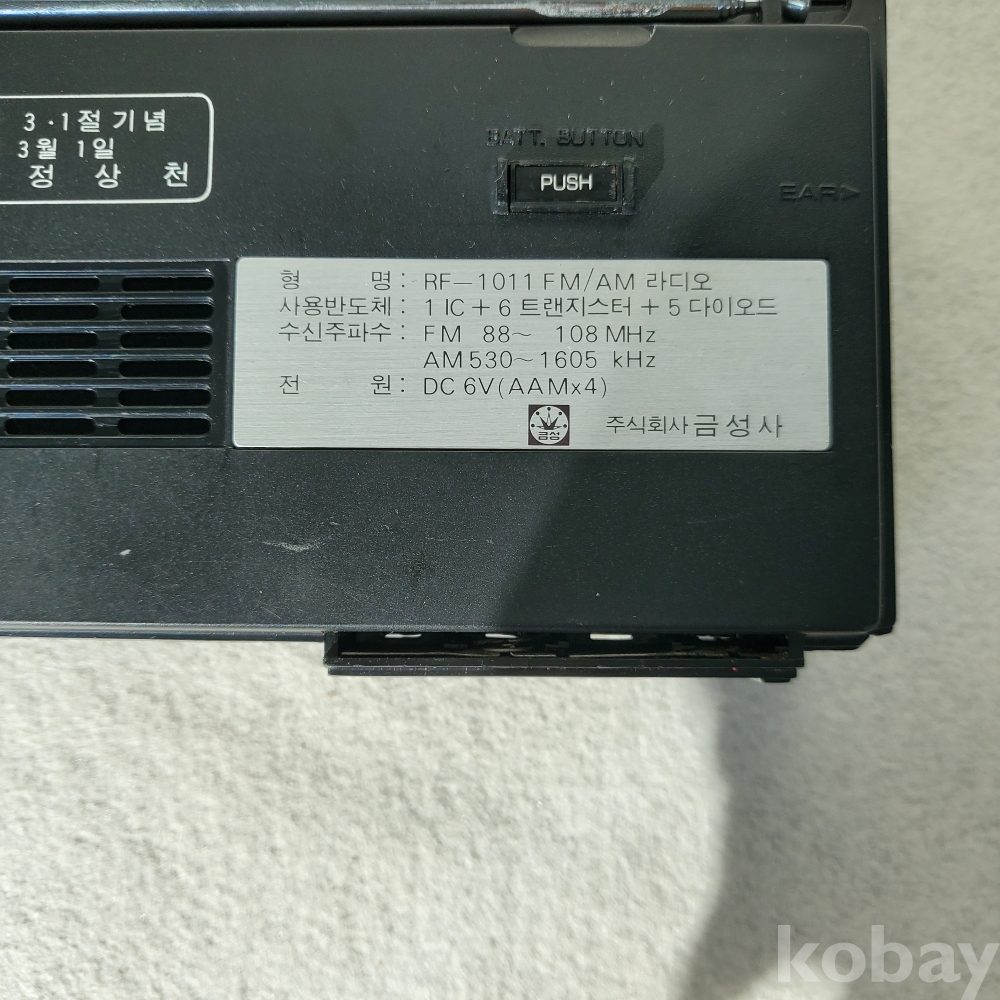 3·1절기념
3월 1일
정 상 천
BATT. BUTTON
PUSH
EAR
형 명 : RF-1011 FM/AM 라디오
사용반도체 : 1 IC + 6 트랜지스터 + 5 다이오드
수신주파수 : FM 88~ 108 MHz
AM 530~1605 kHz
전 원 : DC 6V(AAMx4)
금성
주식회사 금성사
kobay